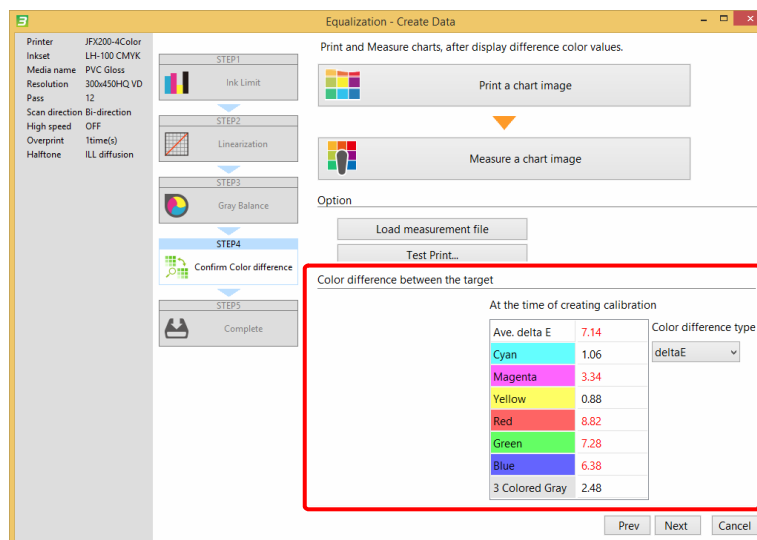 Equalization - Create Data
Printer JFX200-4Color
Inkset LH-100 CMYK
Media name PVC Gloss
Resolution 300x450HQ VD
Pass 12
Scan direction Bi-direction
High speed OFF
Overprint 1time(s)
Halftone ILL diffusion
STEP1
Ink Limit
STEP2
Linearization
STEP3
Gray Balance
STEP4
Confirm Color difference
STEP5
Complete
Print and Measure charts, after display difference color values.
Print a chart image
Measure a chart image
Option
Load measurement file
Test Print...
Color difference between the target
At the time of creating calibration
Ave. delta E 7.14
Cyan 1.06
Magenta 3.34
Yellow 0.88
Red 8.82
Green 7.28
Blue 6.38
3 Colored Gray 2.48
Color difference type
deltaE
Prev Next Cancel